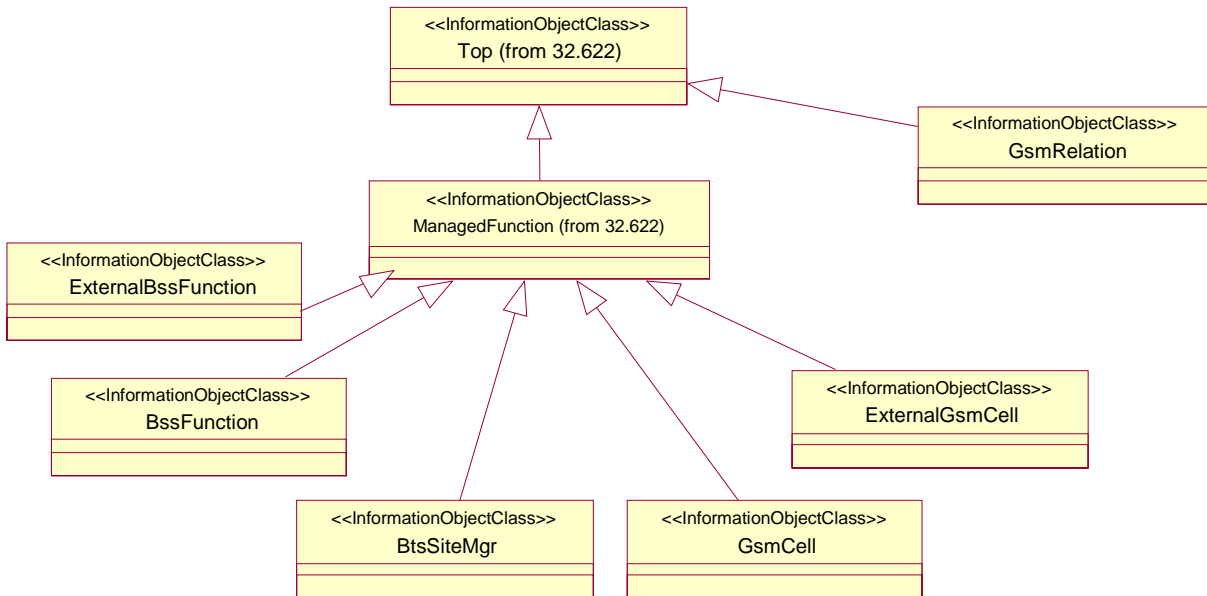 <<InformationObjectClass>>
Top (from 32.622)
<<InformationObjectClass>>
GsmRelation
<<InformationObjectClass>>
ManagedFunction (from 32.622)
<<InformationObjectClass>>
ExternalBssFunction
<<InformationObjectClass>>
BssFunction
<<InformationObjectClass>>
ExternalGsmCell
<<InformationObjectClass>>
BtsSiteMgr
<<InformationObjectClass>>
GsmCell